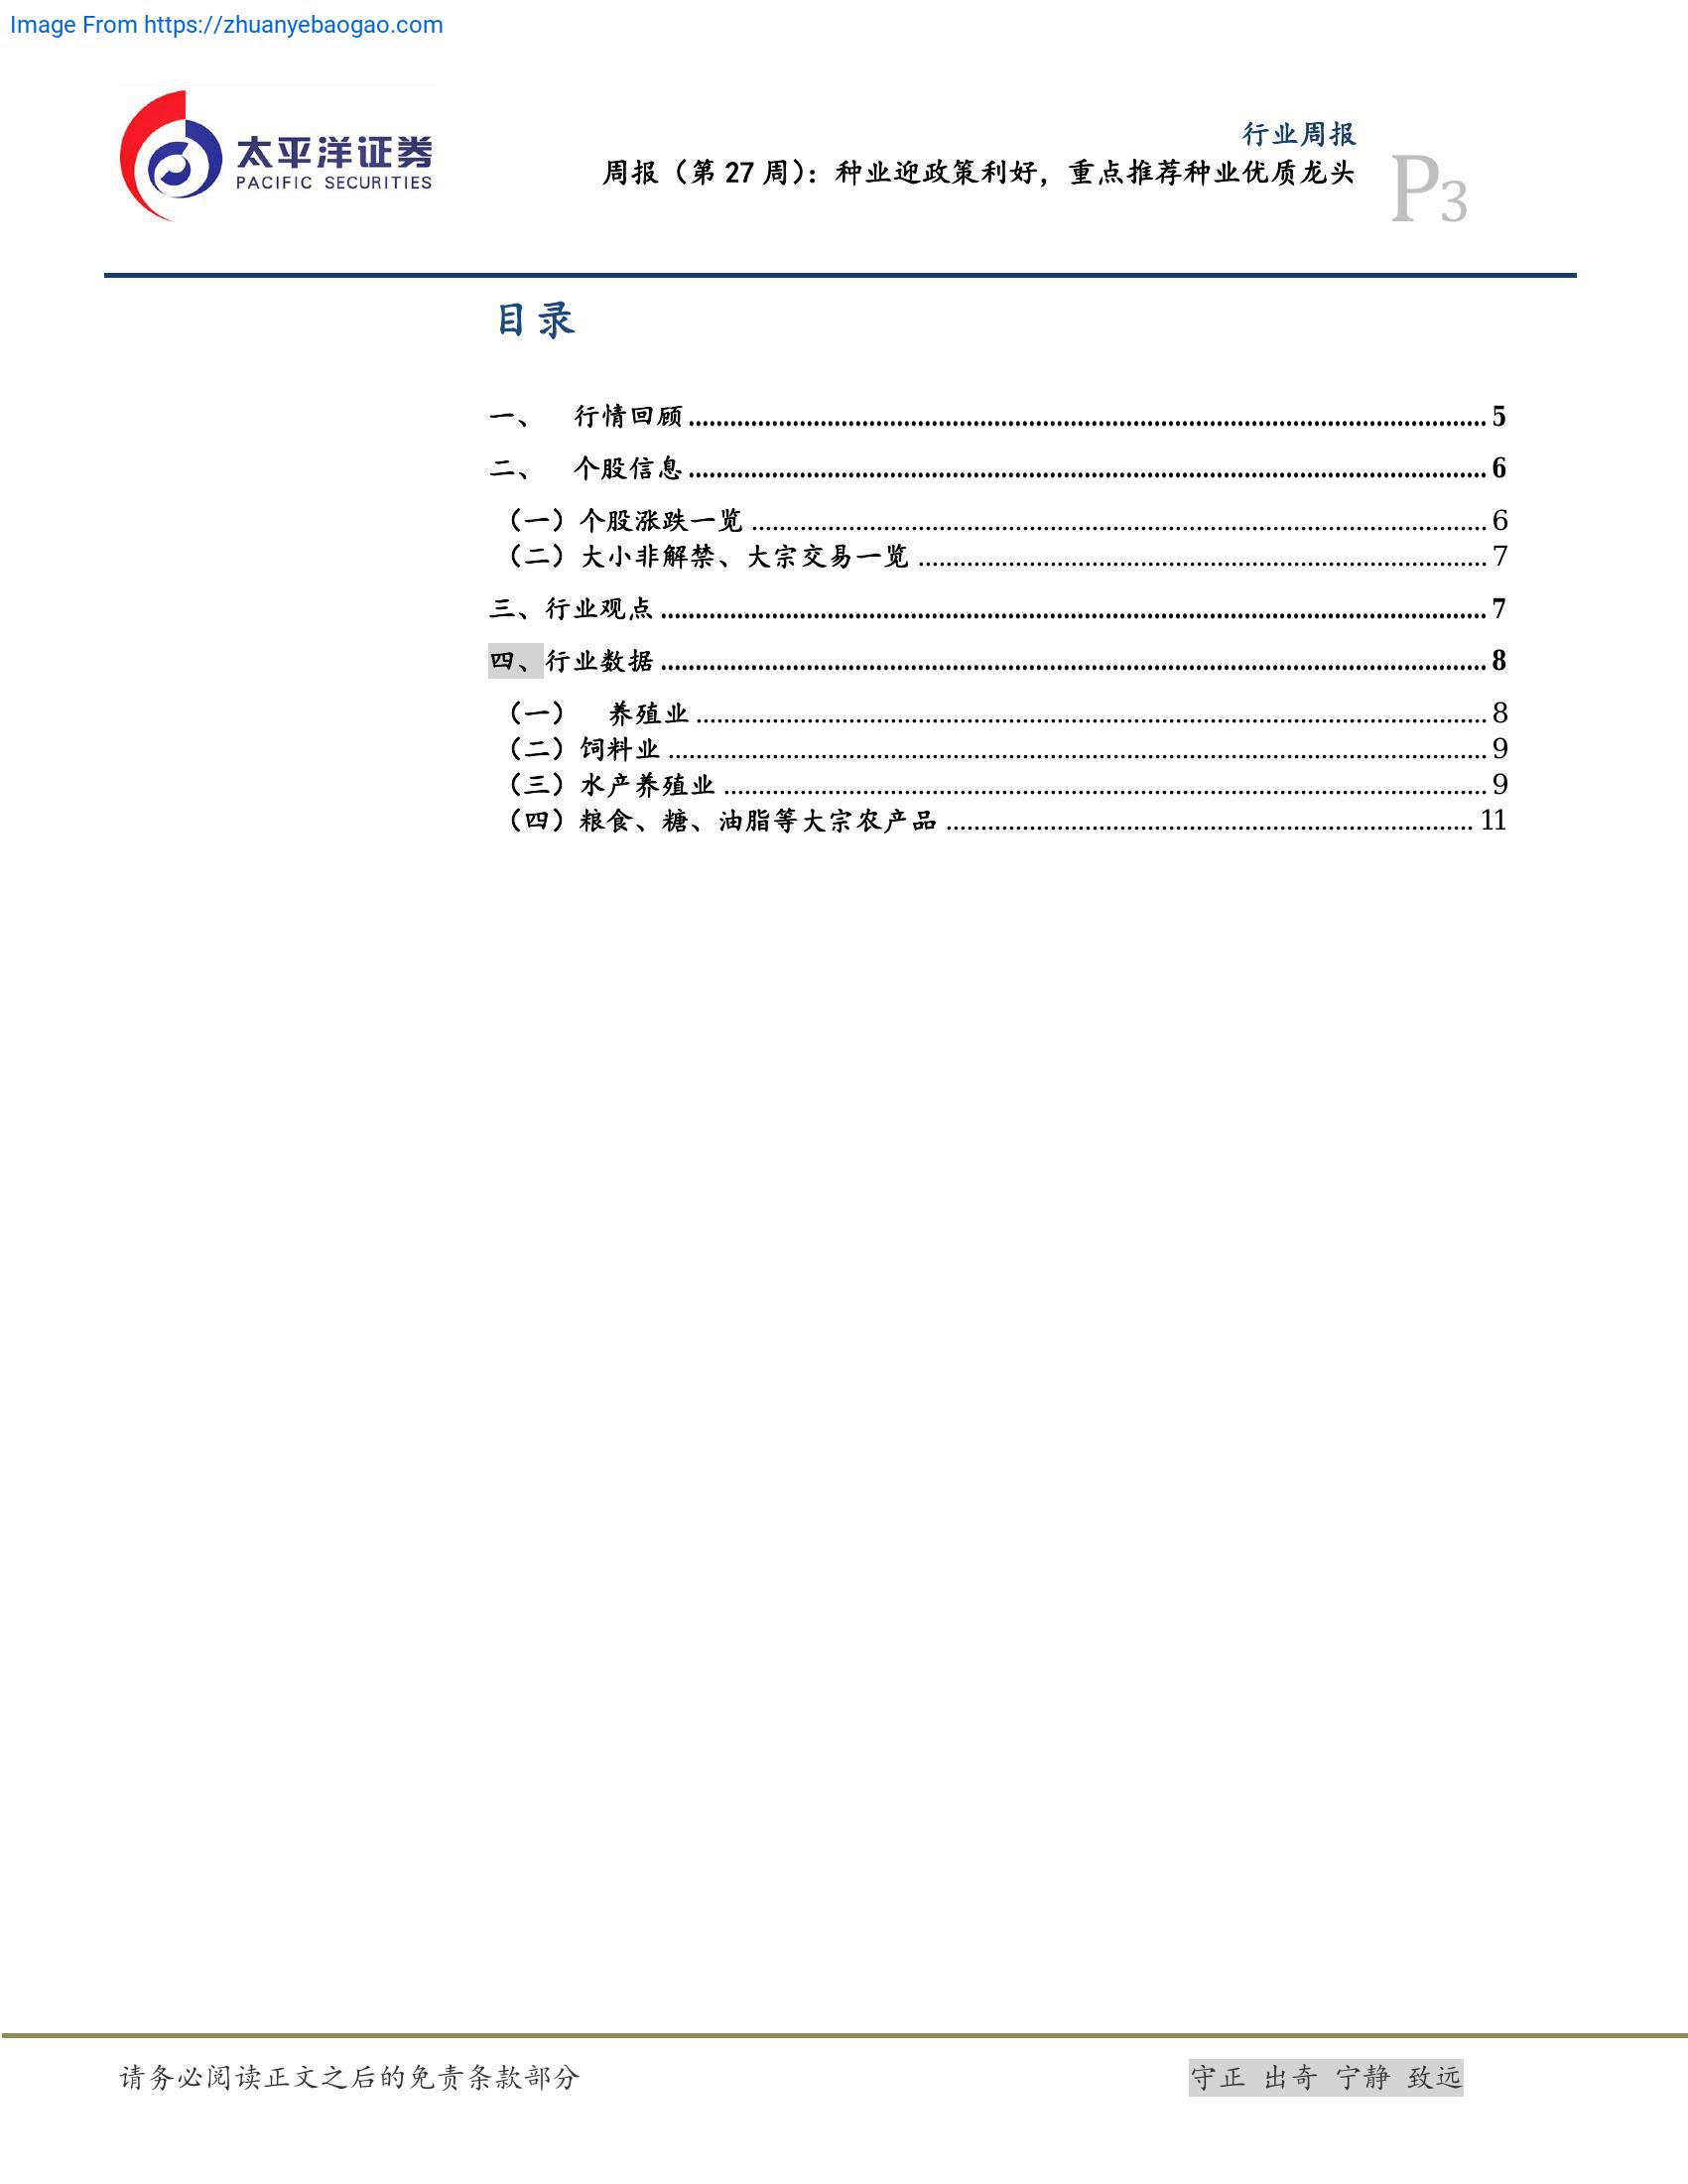 Image From https://zhuanyebaogao.com
太平洋证券
PACIFIC SECURITIES
行业周报
周报（第 27 周）：种业迎政策利好，重点推荐种业优质龙头
P3
目录
一、 行情回顾 5
二、 个股信息 6
（一）个股涨跌一览 6
（二）大小非解禁、大宗交易一览 7
三、行业观点 7
四、行业数据 8
（一） 养殖业 8
（二）饲料业 9
（三）水产养殖业 9
（四）粮食、糖、油脂等大宗农产品 11
请务必阅读正文之后的免责条款部分
守正 出奇 宁静 致远